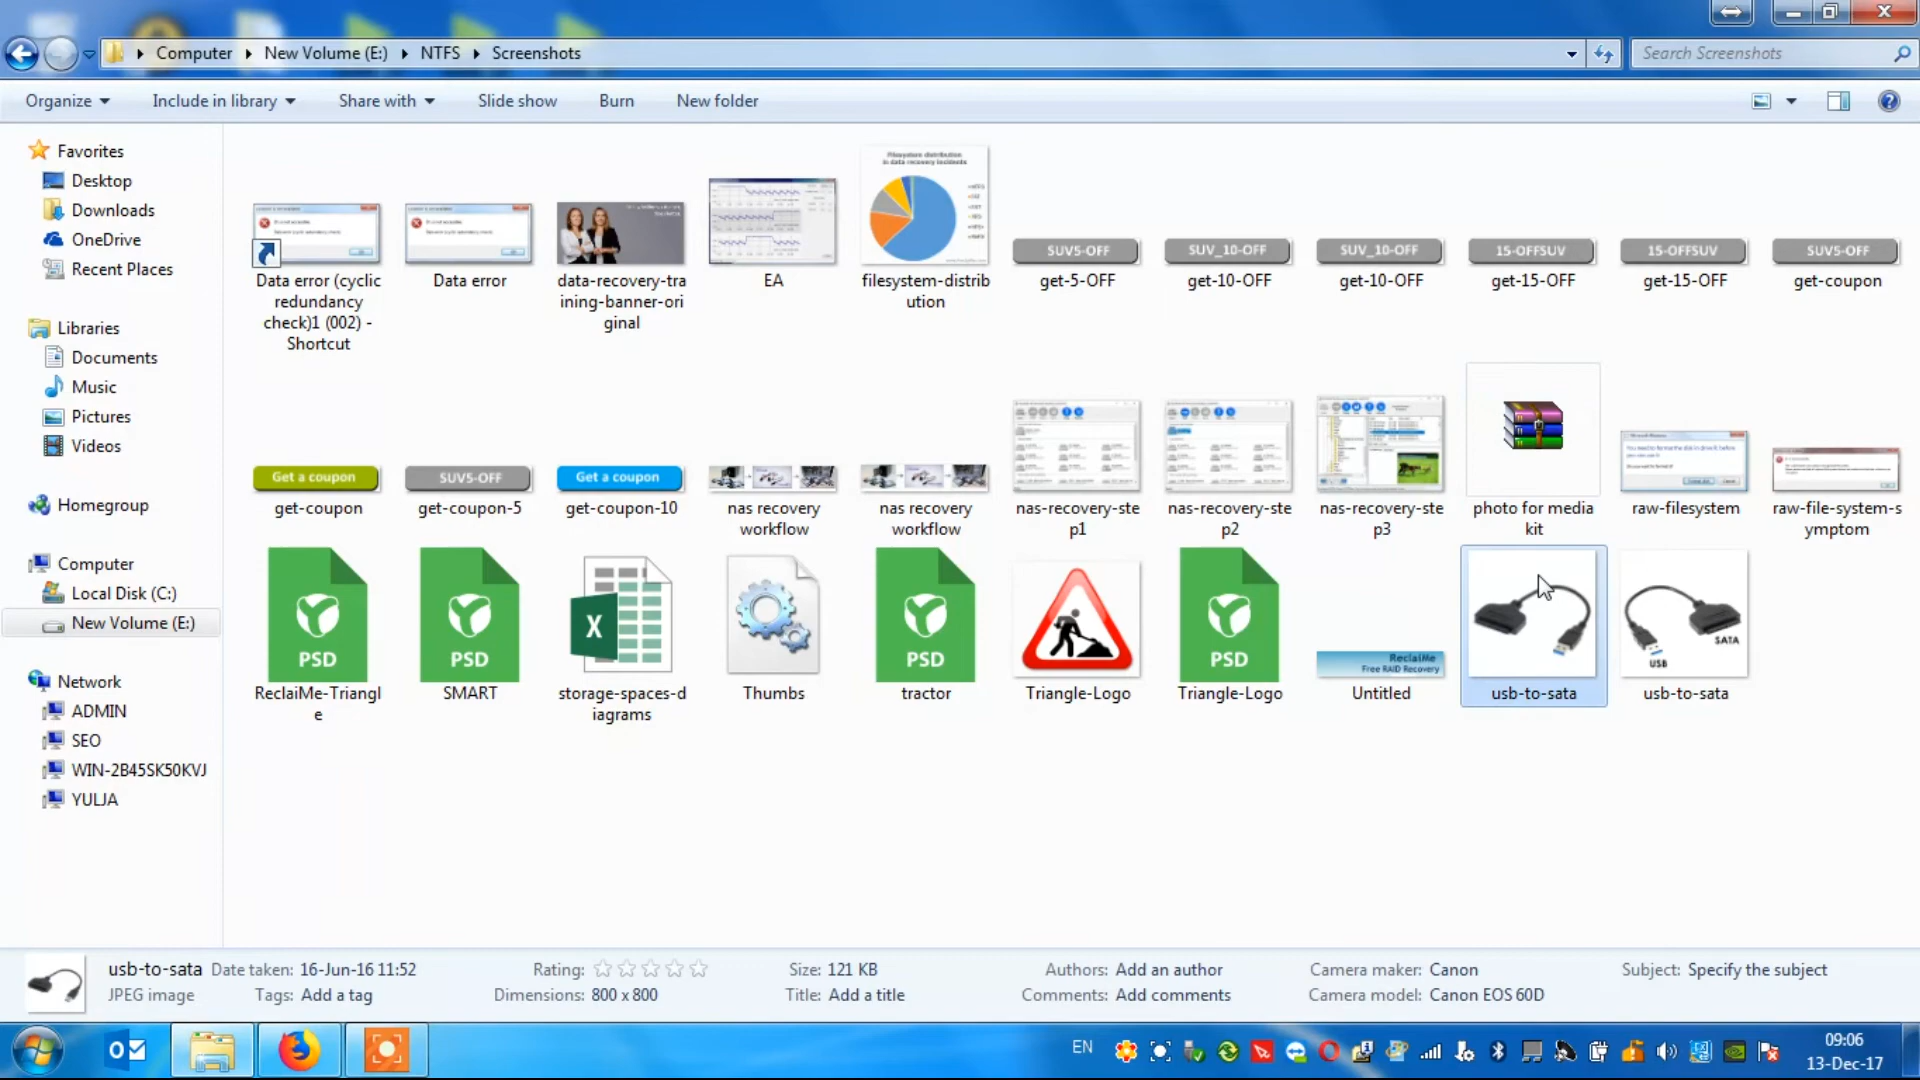 Computer
New Volume (E:)
NTFS
Screenshots
Search Screenshots
Organize
Include in library
Share with
Slide show
Burn
New folder
Favorites
Desktop
Downloads
OneDrive
Recent Places
Libraries
Documents
Music
Pictures
Videos
Homegroup
Computer
Local Disk (C:)
New Volume (E:)
Network
ADMIN
SEO
WIN-2B45SK50KVJ
YULJA
Data error (cyclic
redundancy
check)1 (002) -
Shortcut
Data error
data-recovery-tra
ining-banner-ori
ginal
EA
Filesystem distribution
in data recovery incidents
filesystem-distrib
ution
SUV5-OFF
get-5-OFF
SUV_10-OFF
get-10-OFF
SUV_10-OFF
get-10-OFF
15-OFFSUV
get-15-OFF
15-OFFSUV
get-15-OFF
SUV5-OFF
get-coupon
Get a coupon
get-coupon
SUV5-OFF
get-coupon-5
Get a coupon
get-coupon-10
nas recovery
workflow
nas recovery
workflow
nas-recovery-ste
p1
nas-recovery-ste
p2
nas-recovery-ste
p3
photo for media
kit
raw-filesystem
raw-file-system-s
ymptom
PSD
ReclaiMe-Triangl
e
PSD
SMART
X
storage-spaces-d
iagrams
Thumbs
PSD
tractor
Triangle-Logo
PSD
Triangle-Logo
ReclaiMe
Free RAID Recovery
Untitled
usb-to-sata
USB
SATA
usb-to-sata
usb-to-sata
Date taken: 16-Jun-16 11:52
Rating:
Size: 121 KB
Authors: Add an author
Camera maker: Canon
Subject: Specify the subject
JPEG image
Tags: Add a tag
Dimensions: 800 x 800
Title: Add a title
Comments: Add comments
Camera model: Canon EOS 60D
EN
09:06
13-Dec-17